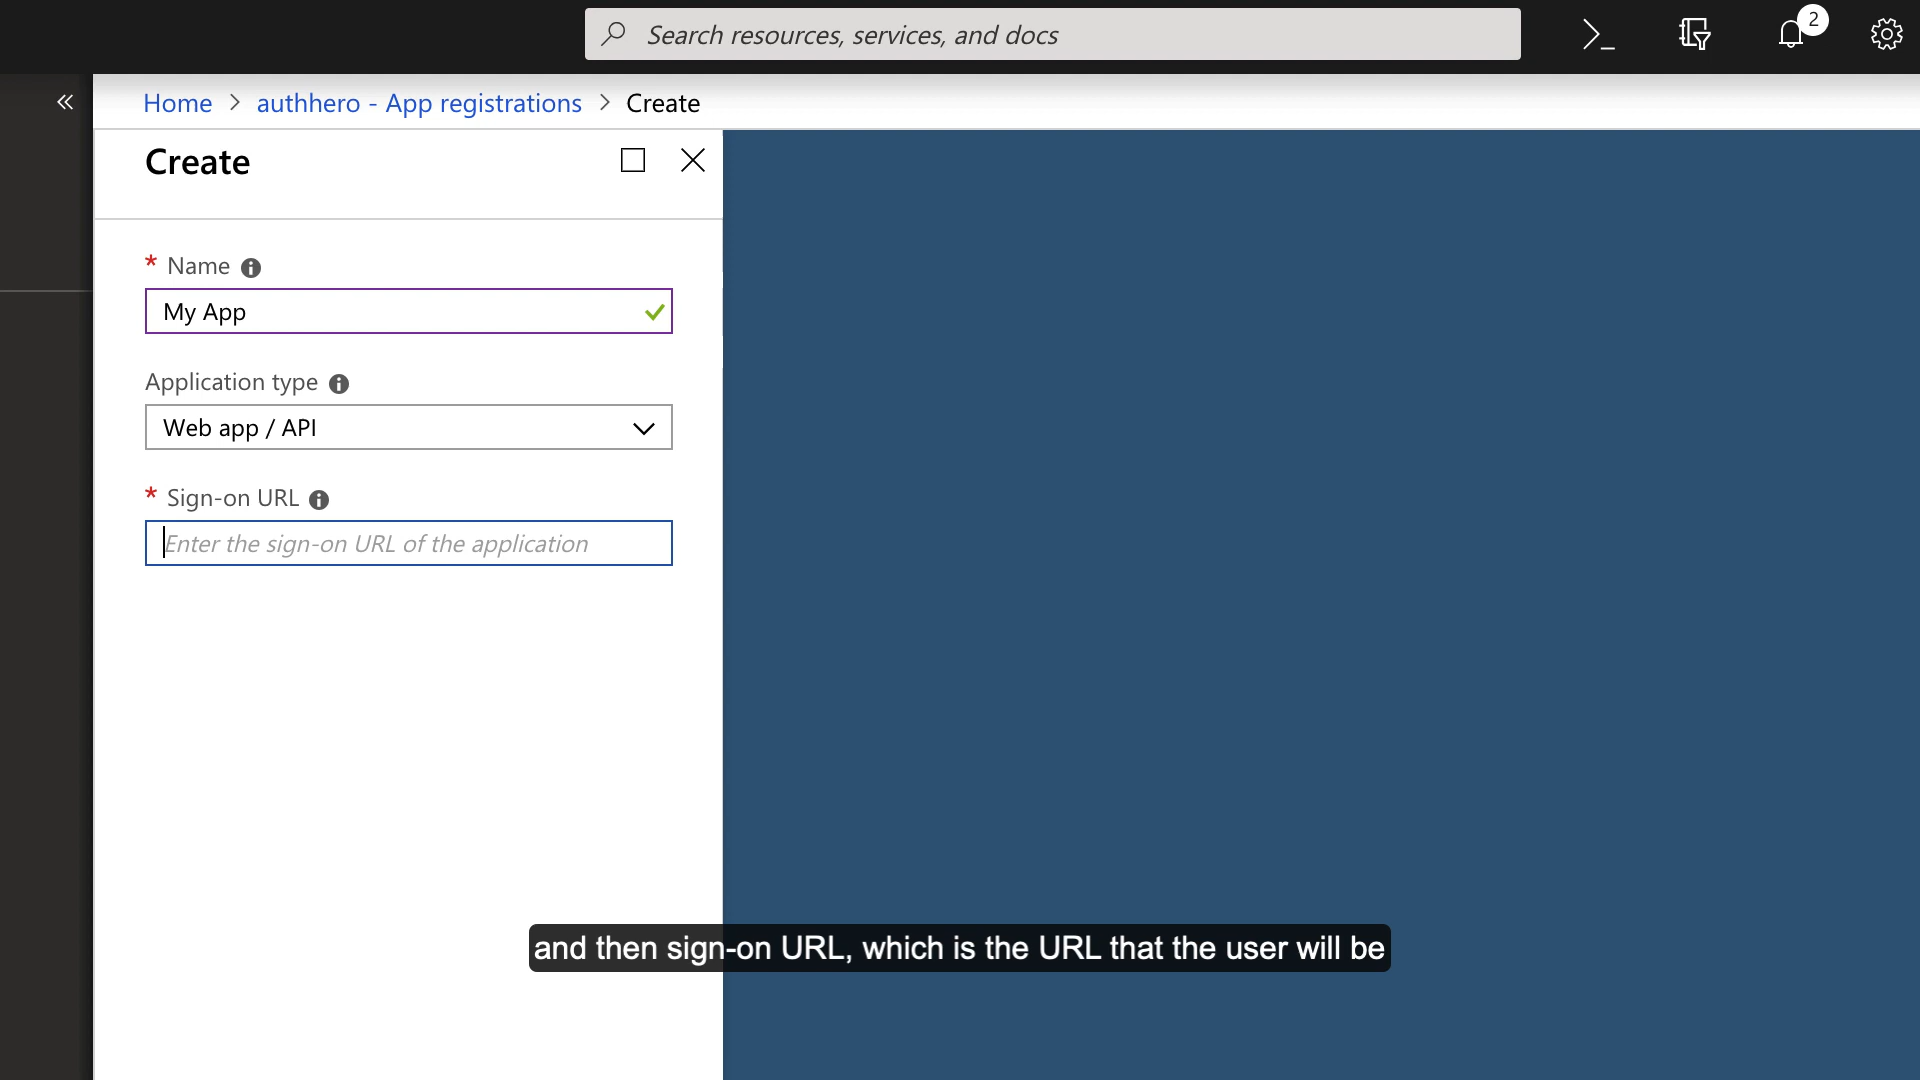 Search resources, services, and docs
2
Home > authhero - App registrations > Create
Create
* Name
My App
Application type
Web app / API
* Sign-on URL
Enter the sign-on URL of the application
and then sign-on URL, which is the URL that the user will be